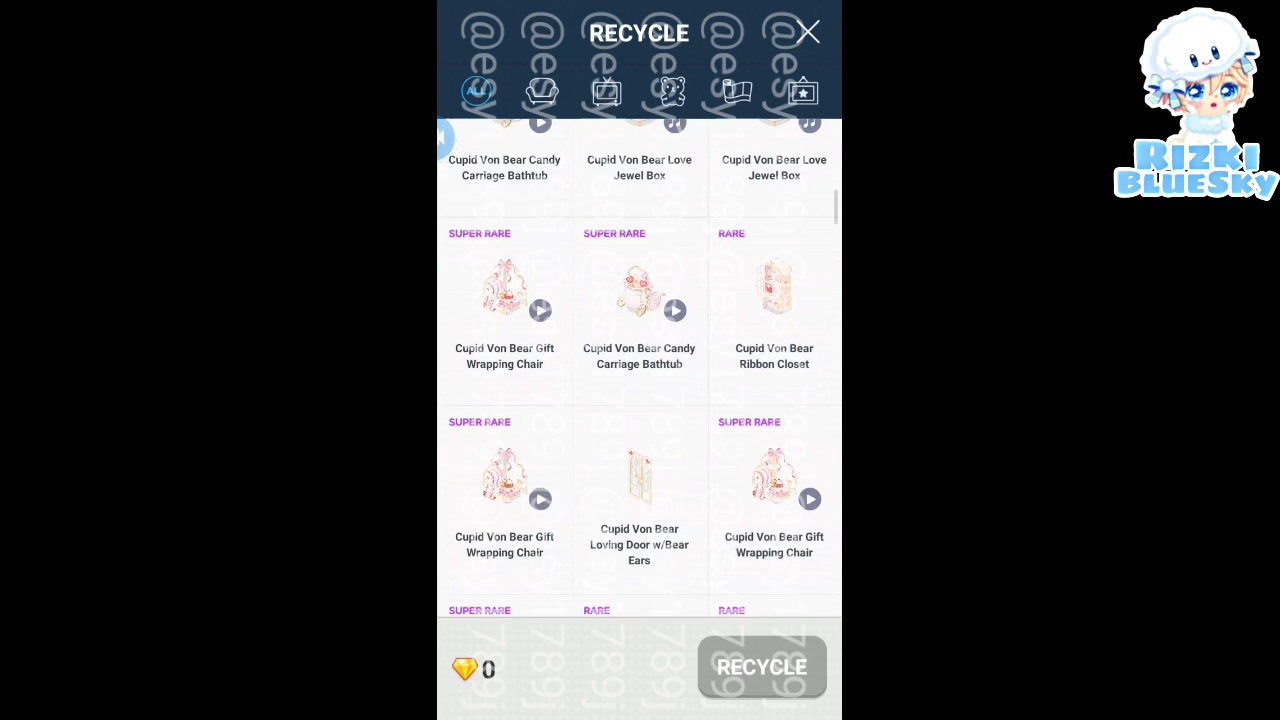 RECYCLE
ALL
Cupid Von Bear Candy
Carriage Bathtub
Cupid Von Bear Love
Jewel Box
Cupid Von Bear Love
Jewel Box
SUPER RARE
Cupid Von Bear Gift
Wrapping Chair
SUPER RARE
Cupid Von Bear Candy
Carriage Bathtub
RARE
Cupid Von Bear
Ribbon Closet
SUPER RARE
Cupid Von Bear Gift
Wrapping Chair
Cupid Von Bear
Loving Door w/Bear
Ears
SUPER RARE
Cupid Von Bear Gift
Wrapping Chair
SUPER RARE
RARE
RARE
0
RECYCLE
RIZKI
BLUESKY